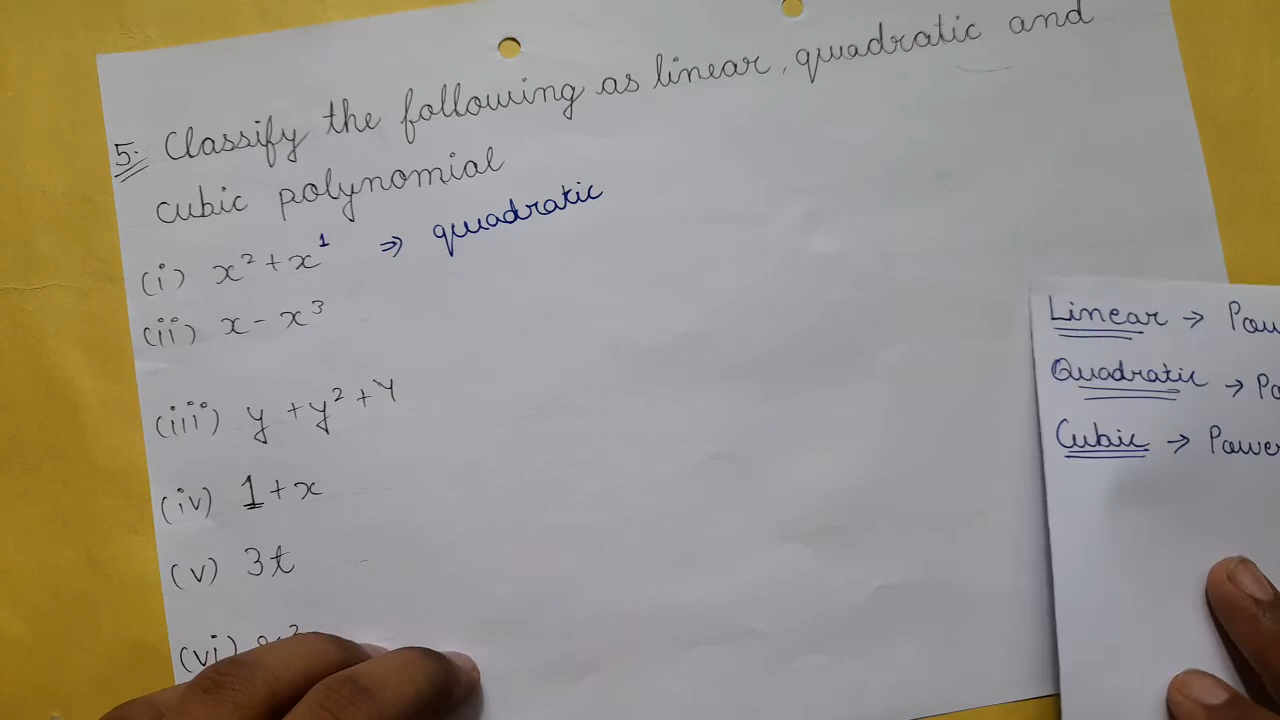 5. Classify the following as linear, quadratic and
cubic polynomial
(i) x² + x¹ ⇒ quadratic
(ii) x - x³
(iii) y + y² + 4
(iv) 1 + x
(v) 3t
(vi)
Linear → Pow
Quadratic → Po
Cubic → Power